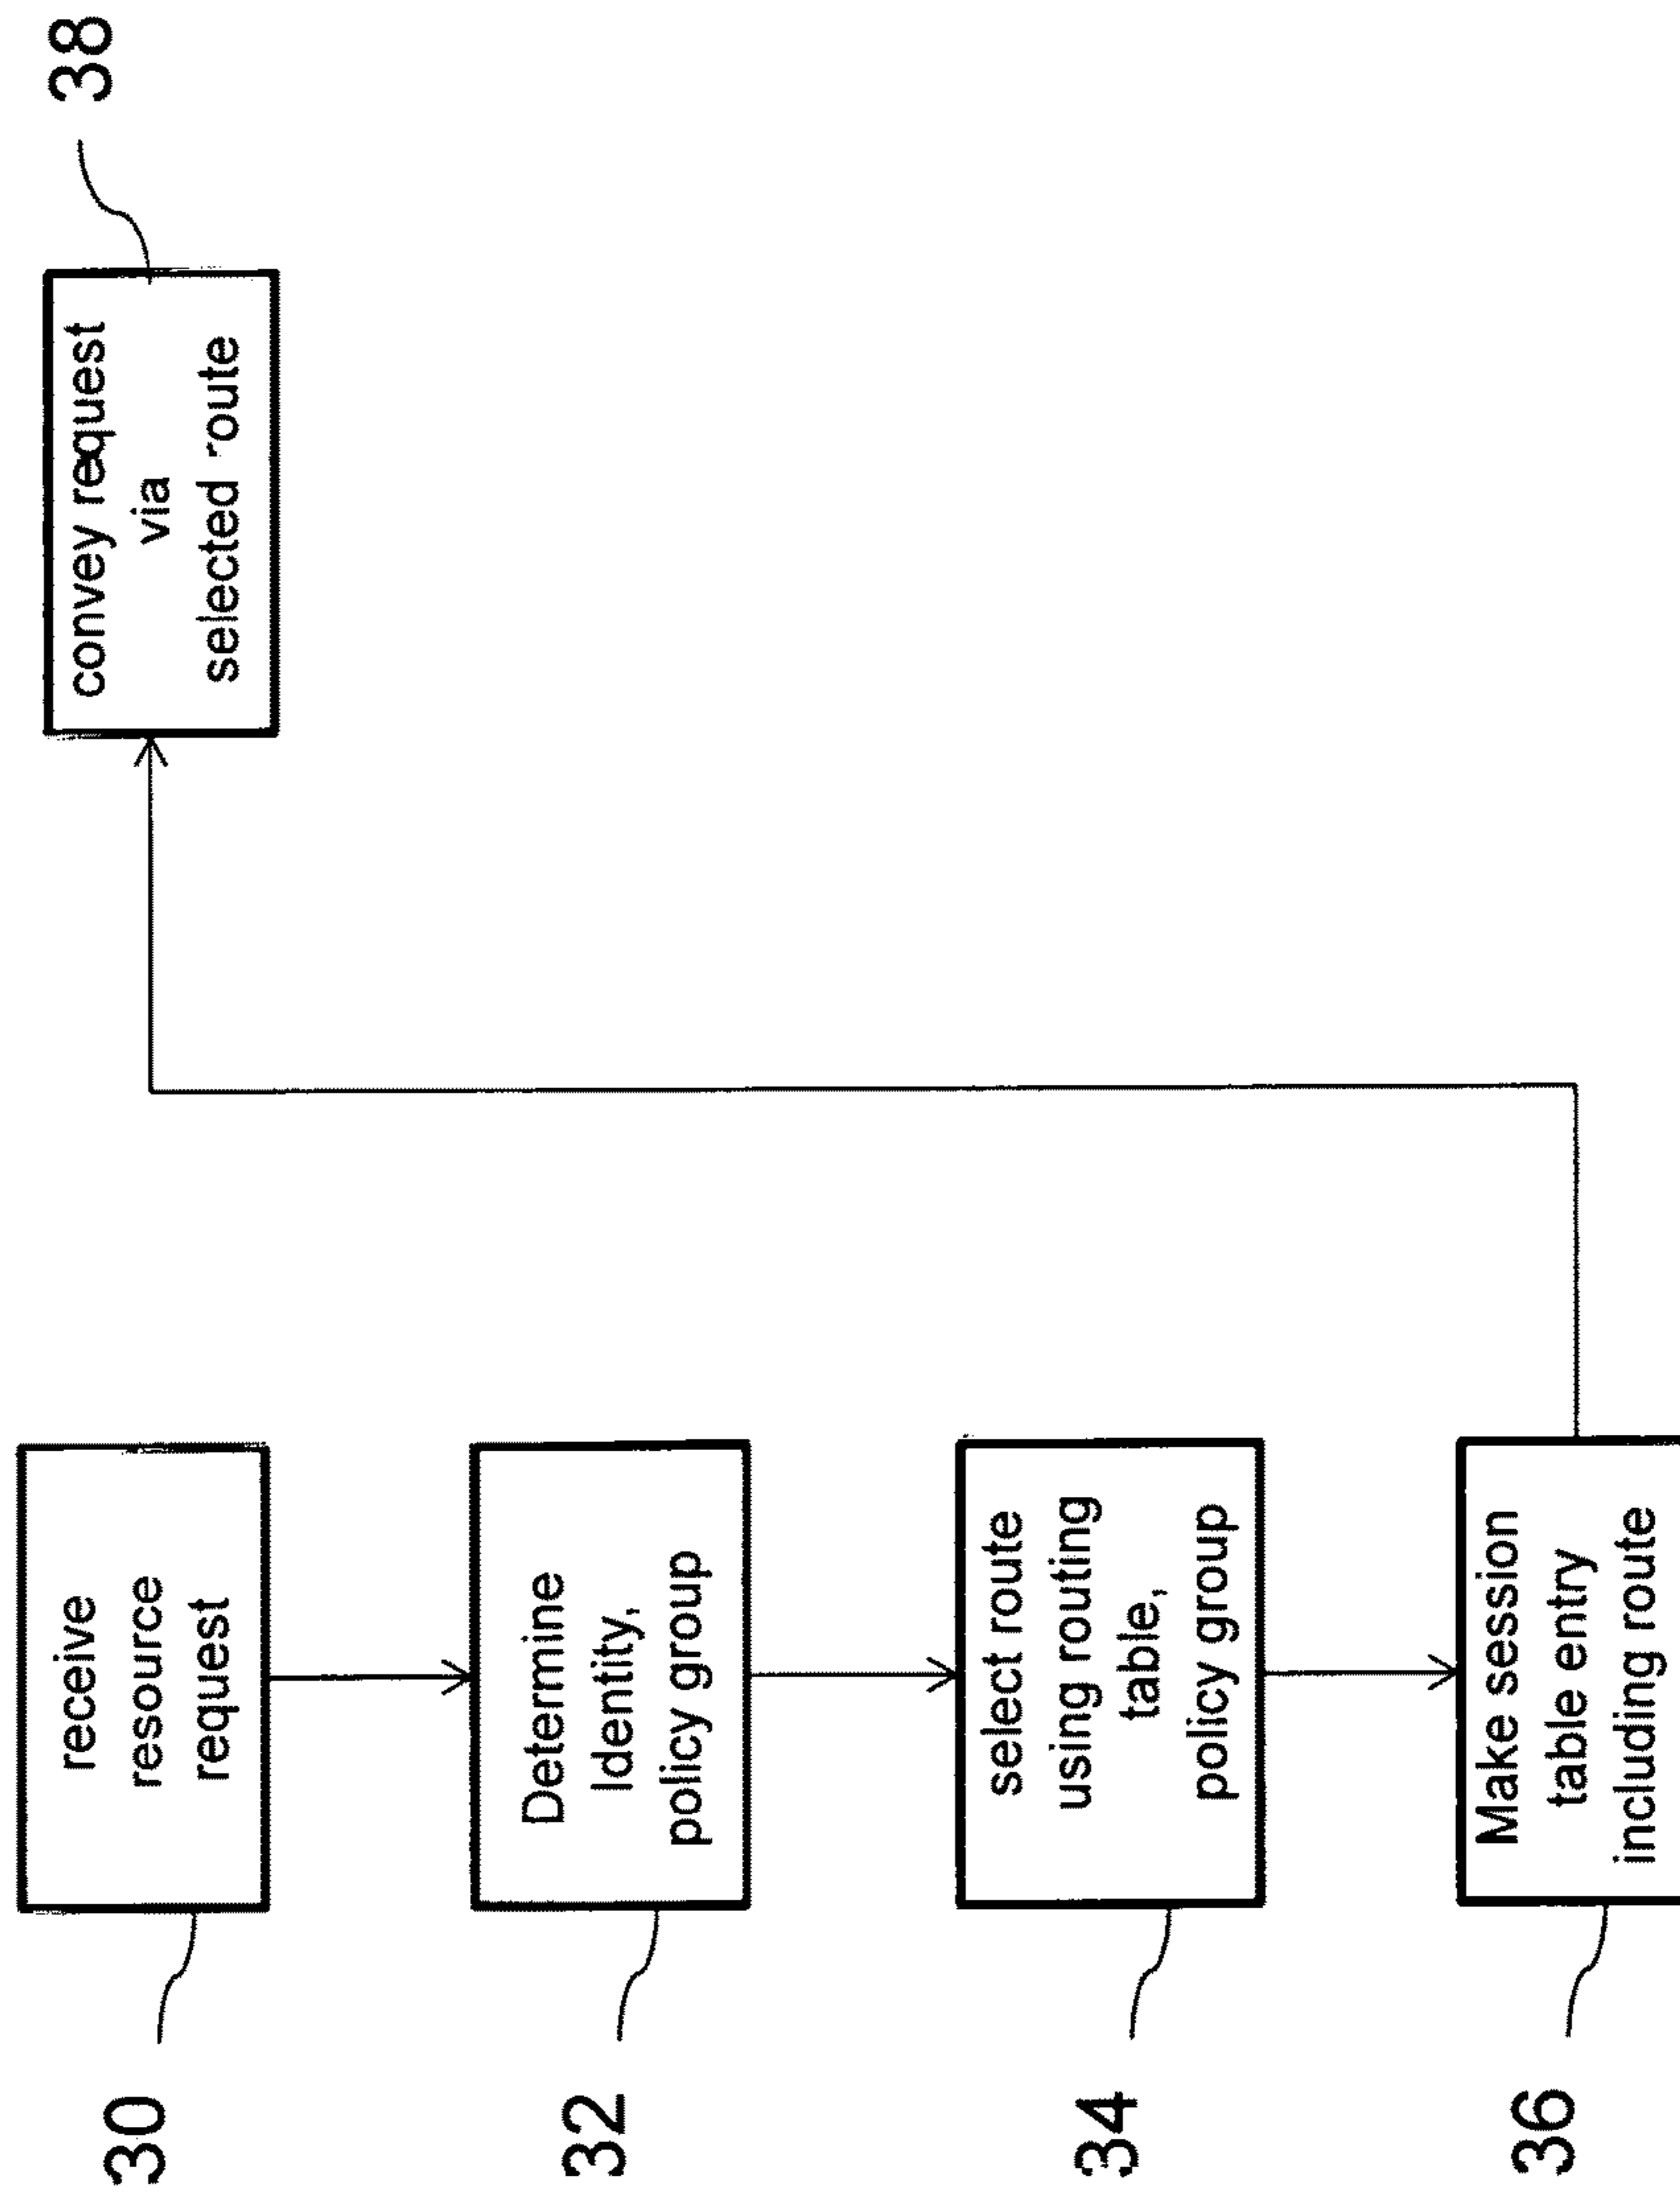 30
receive
resource
request
32
Determine
Identity,
policy group
34
select route
using routing
table,
policy group
36
Make session
table entry
including route
38
convey request
via
selected route